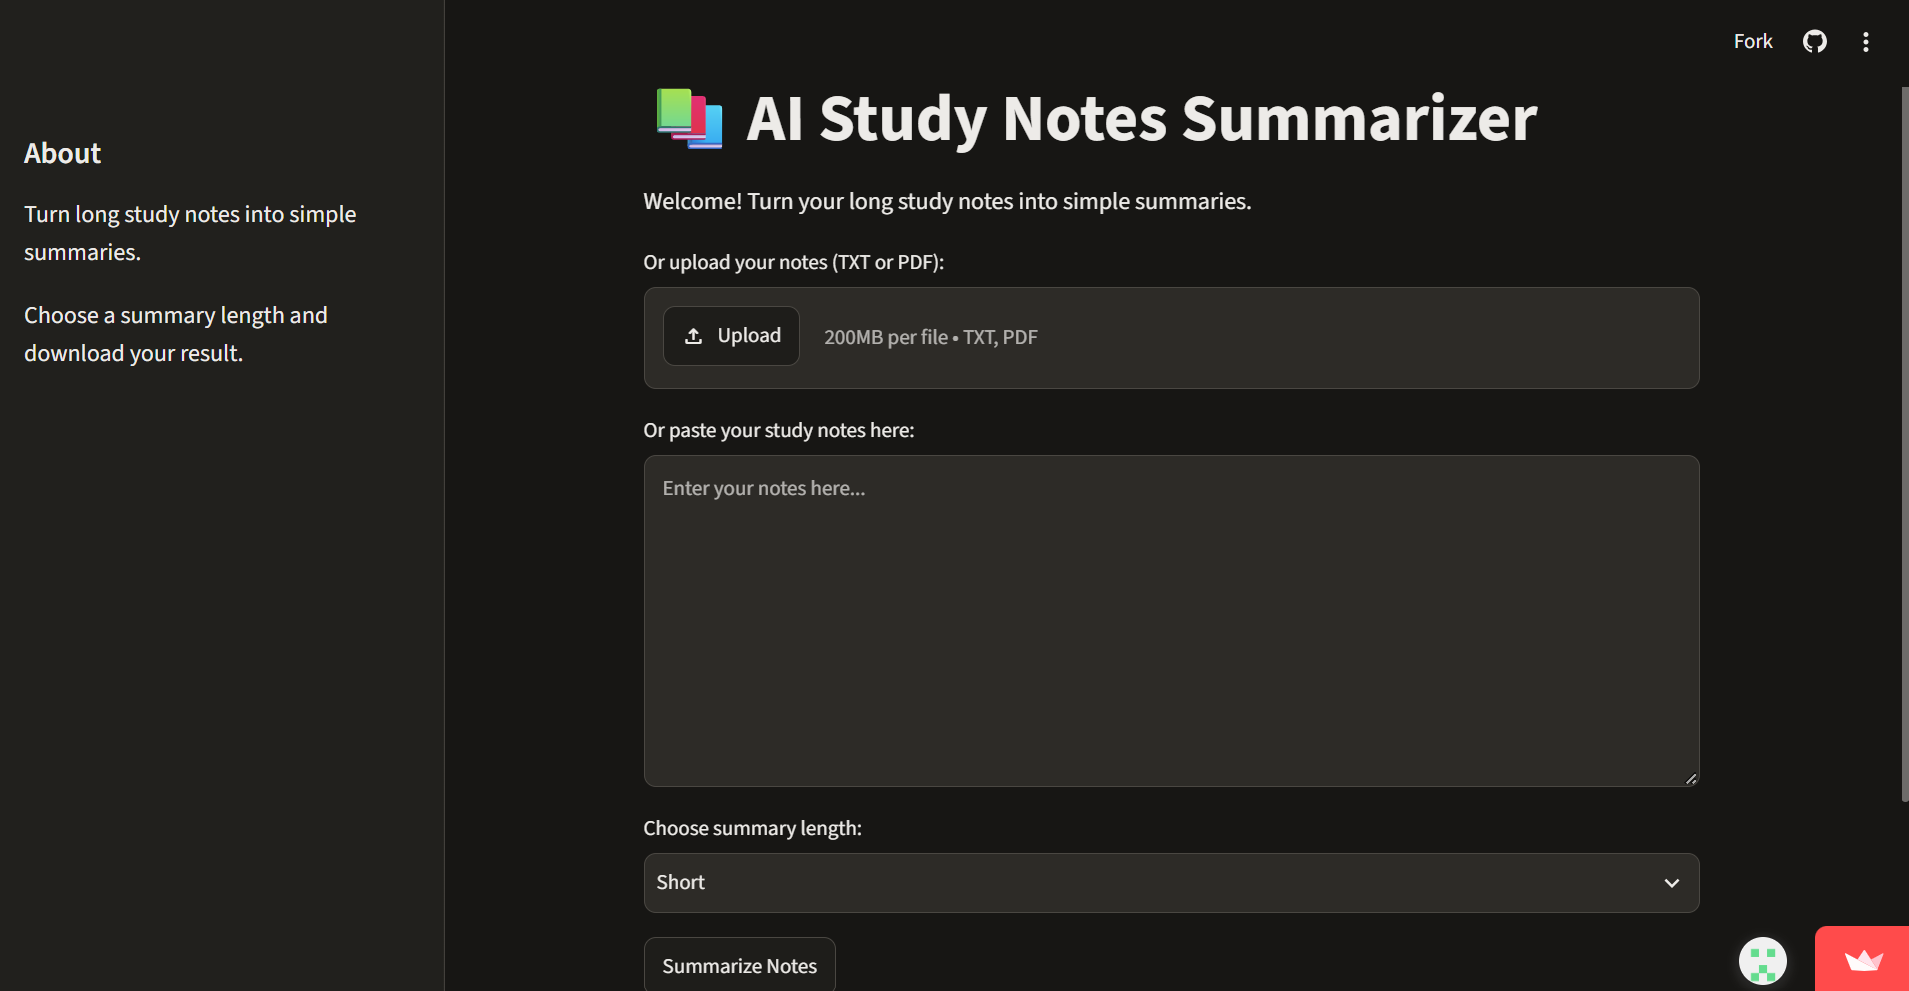 Fork
About
Turn long study notes into simple
summaries.
Choose a summary length and
download your result.
AI Study Notes Summarizer
Welcome! Turn your long study notes into simple summaries.
Or upload your notes (TXT or PDF):
Upload
200MB per file • TXT, PDF
Or paste your study notes here:
Enter your notes here...
Choose summary length:
Short
Summarize Notes